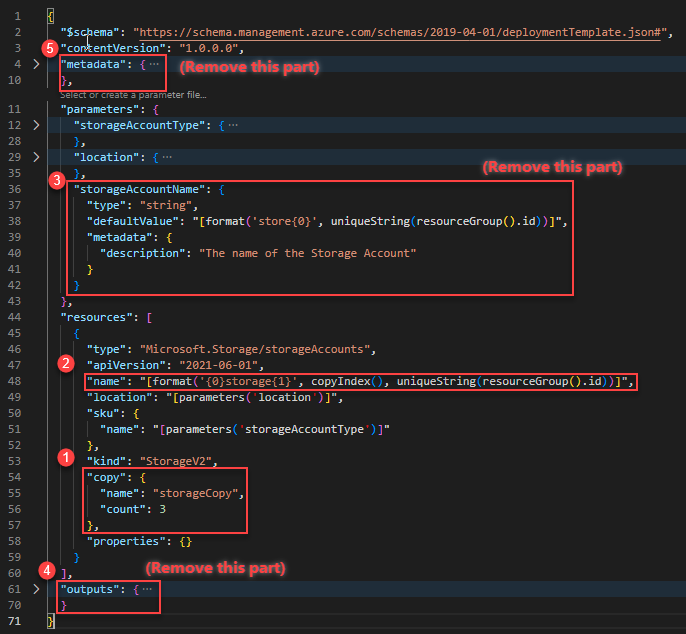 1 {
2 "$schema": "https://schema.management.azure.com/schemas/2019-04-01/deploymentTemplate.json#",
5
3 "contentVersion": "1.0.0.0",
4 > "metadata": { ··· (Remove this part)
10 },
Select or create a parameter file...
11 "parameters": {
12 > "storageAccountType": { ···
28 },
29 > "location": { ···
35 },
(Remove this part)
3
36 "storageAccountName": {
37 "type": "string",
38 "defaultValue": "[format('store{0}', uniqueString(resourceGroup().id))]",
39 "metadata": {
40 "description": "The name of the Storage Account"
41 }
42 }
43 },
44 "resources": [
45 {
46 "type": "Microsoft.Storage/storageAccounts",
2
47 "apiVersion": "2021-06-01",
48 "name": "[format('{0}storage{1}', copyIndex(), uniqueString(resourceGroup().id))]",
49 "location": "[parameters('location')]",
50 "sku": {
51 "name": "[parameters('storageAccountType')]"
52 },
1
53 "kind": "StorageV2",
54 "copy": {
55 "name": "storageCopy",
56 "count": 3
57 },
58 "properties": {}
59 }
4 (Remove this part)
60 ],
61 > "outputs": { ···
70 }
71 }